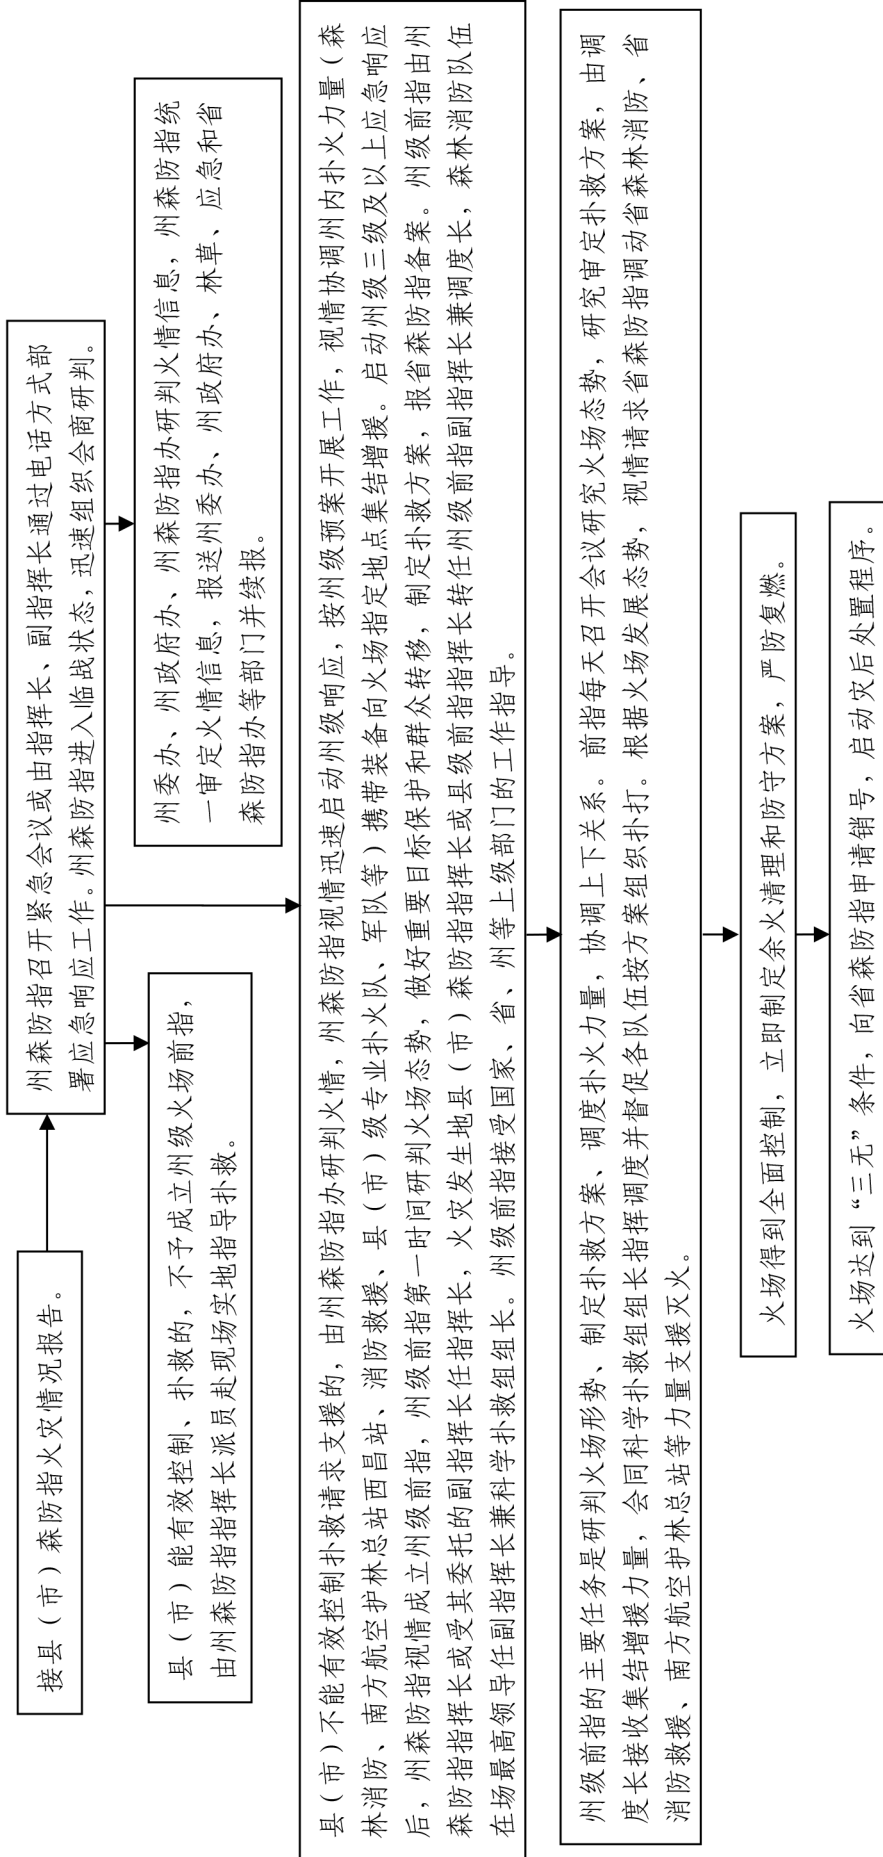 接县（市）森防指火灾情况报告。
州森防指召开紧急会议或由指挥长、副指挥长通过电话方式部
署应急响应工作。州森防指进入临战状态，迅速组织会商研判。
县（市）能有效控制、扑救的，不予成立州级火场前指，
由州森防指指挥长派员赴现场实地指导扑救。
州委办、州政府办、州森防指办研判火情信息，州森防指统
一审定火情信息，报送州委办、州政府办、林草、应急和省
森防指办等部门并续报。
县（市）不能有效控制扑救请求支援的，由州森防指办研判火情，州森防指视情迅速启动州级响应，按州级预案开展工作，视情协调州内扑火力量（森
林消防、南方航空护林总站西昌站、消防救援、县（市）级专业扑火队、军队等）携带装备向火场指定地点集结增援。启动州级三级及以上应急响应
后，州森防指视情成立州级前指，州级前指第一时间研判火场态势，做好重要目标保护和群众转移，制定扑救方案，报省森防指备案。州级前指由州
森防指指挥长或受其委托的副指挥长任指挥长，火灾发生地县（市）森防指指挥长或县级前指指挥长转任州级前指副指挥长兼调度长，森林消防队伍
在场最高领导任副指挥长兼科学扑救组组长。州级前指接受国家、省、州等上级部门的工作指导。
州级前指的主要任务是研判火场形势、制定扑救方案、调度扑火力量，协调上下关系。前指每天召开会议研究火场态势，研究审定扑救方案，由调
度长接收集结增援力量，会同科学扑救组组长指挥调度并督促各队伍按方案组织扑打。根据火场发展态势，视情请求省森防指调动省森林消防、省
消防救援、南方航空护林总站等力量支援灭火。
火场得到全面控制，立即制定余火清理和防守方案，严防复燃。
火场达到“三无”条件，向省森防指申请销号，启动灾后处置程序。